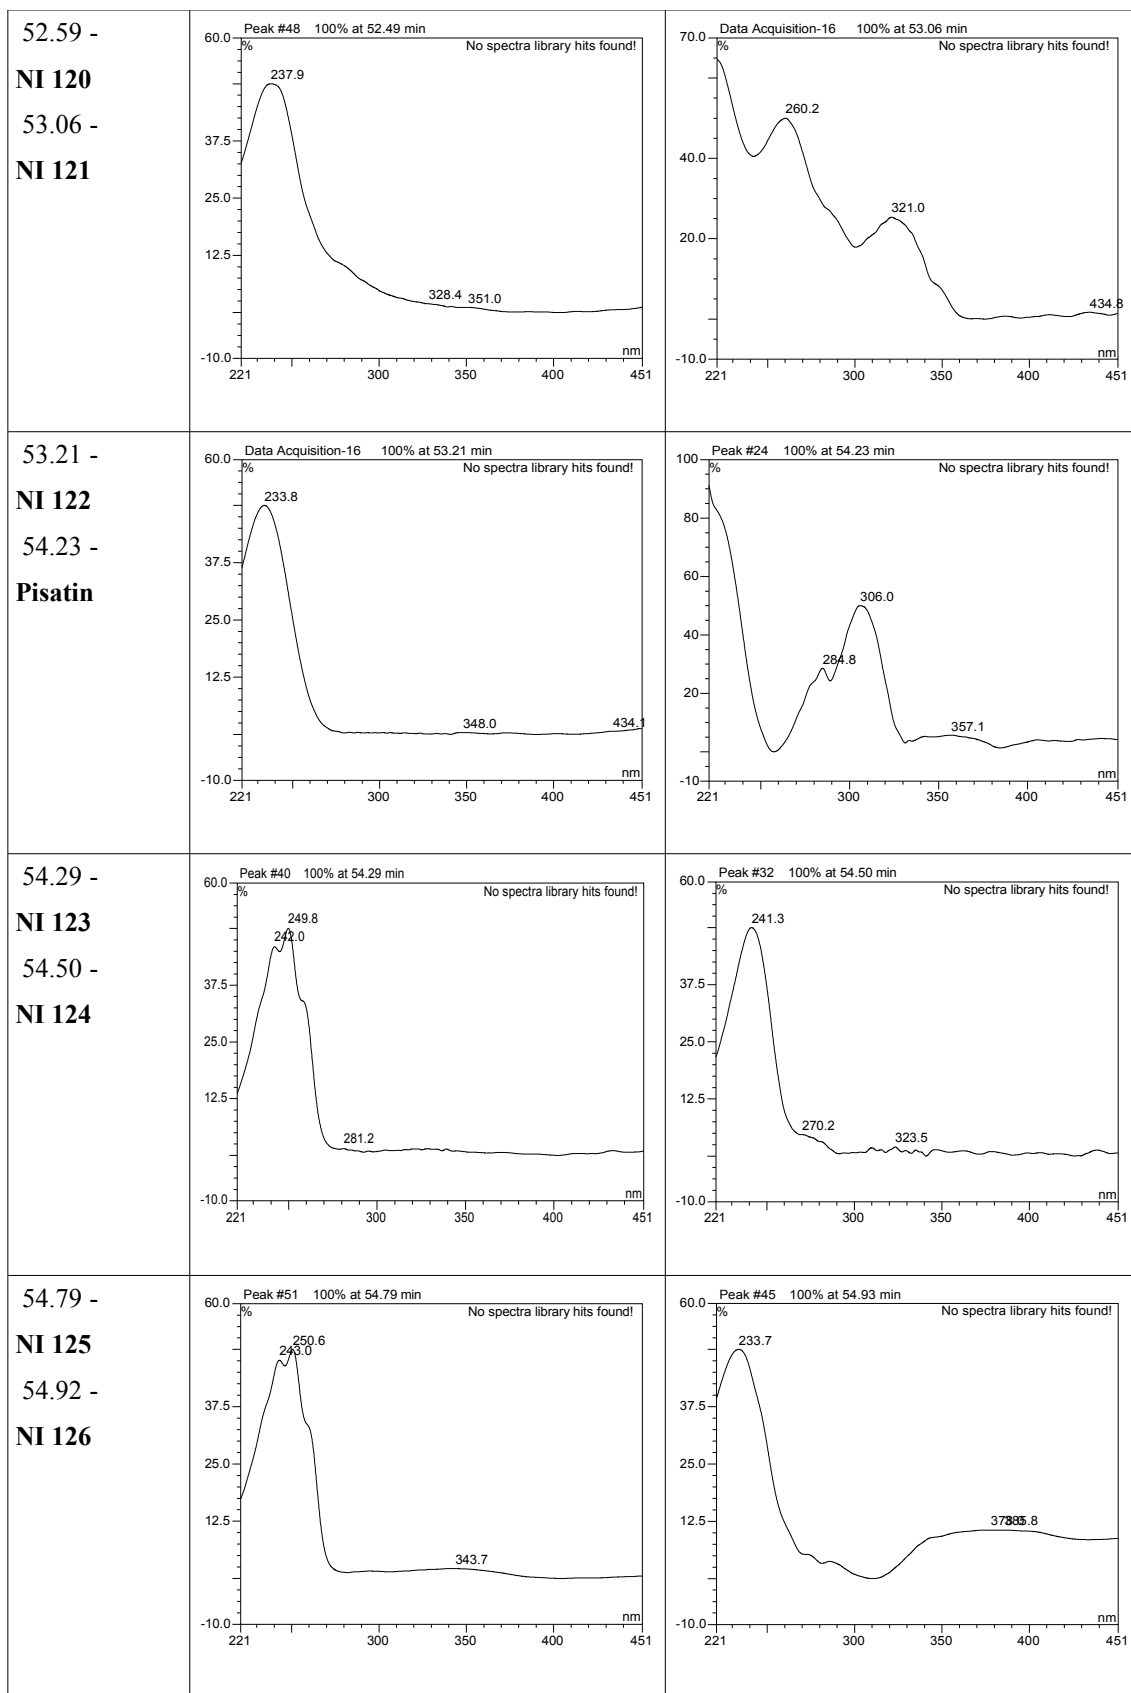 52.59 -
NI 120
53.06 -
NI 121
Peak #48 100% at 52.49 min
60.0
%
No spectra library hits found!
237.9
37.5
25.0
12.5
328.4 351.0
-10.0
nm
221 300 350 400 451
Data Acquisition-16 100% at 53.06 min
70.0
%
No spectra library hits found!
260.2
40.0
321.0
20.0
434.8
-10.0
nm
221 300 350 400 451
53.21 -
NI 122
54.23 -
Pisatin
Data Acquisition-16 100% at 53.21 min
60.0
%
No spectra library hits found!
233.8
37.5
25.0
12.5
348.0 434.1
-10.0
nm
221 300 350 400 451
Peak #24 100% at 54.23 min
100
%
No spectra library hits found!
80
60
306.0
40
284.8
20
357.1
-10
nm
221 300 350 400 451
54.29 -
NI 123
54.50 -
NI 124
Peak #40 100% at 54.29 min
60.0
%
No spectra library hits found!
249.8
242.0
37.5
25.0
12.5
281.2
-10.0
nm
221 300 350 400 451
Peak #32 100% at 54.50 min
60.0
%
No spectra library hits found!
241.3
37.5
25.0
12.5
270.2 323.5
-10.0
nm
221 300 350 400 451
54.79 -
NI 125
54.92 -
NI 126
Peak #51 100% at 54.79 min
60.0
%
No spectra library hits found!
250.6
243.0
37.5
25.0
12.5
343.7
-10.0
nm
221 300 350 400 451
Peak #45 100% at 54.93 min
60.0
%
No spectra library hits found!
233.7
37.5
25.0
12.5
378.0 385.8
-10.0
nm
221 300 350 400 451